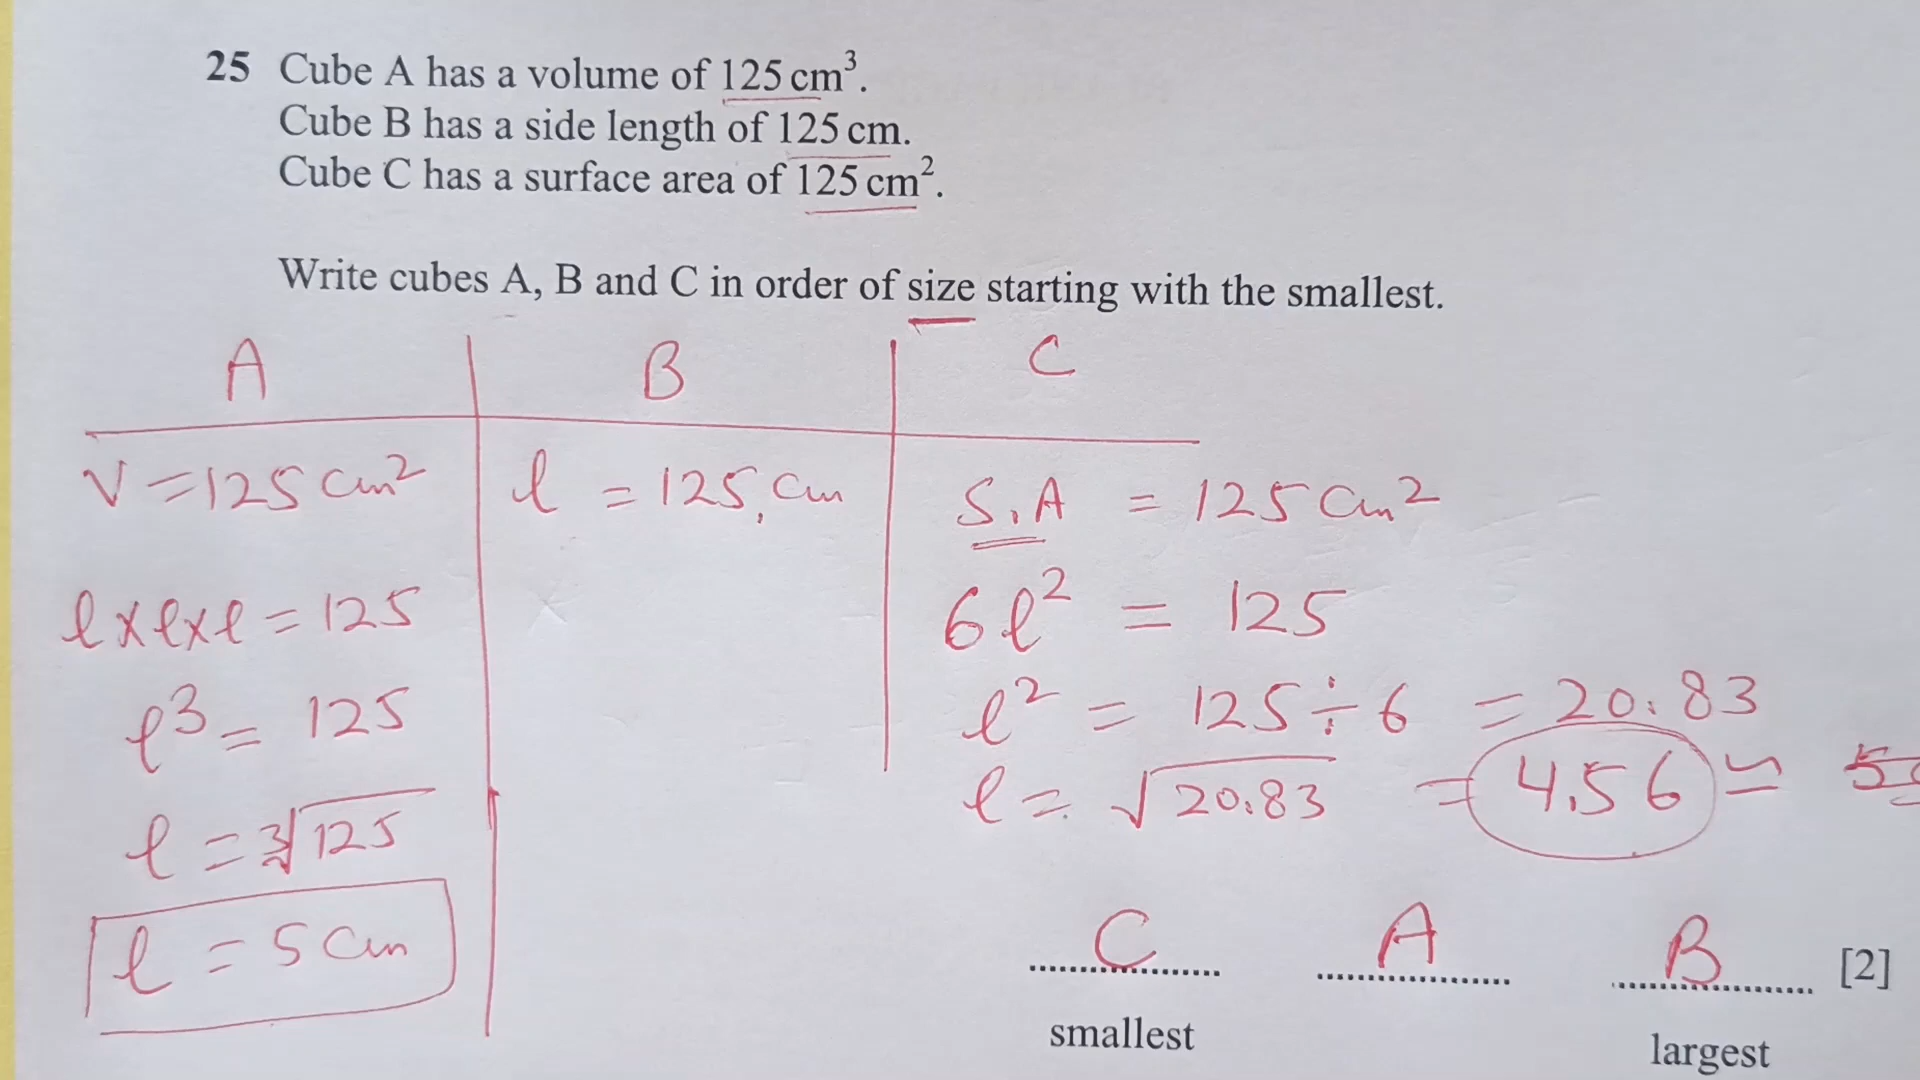 25 Cube A has a volume of 125 cm³.
Cube B has a side length of 125 cm.
Cube C has a surface area of 125 cm².
Write cubes A, B and C in order of size starting with the smallest.
A B C
V = 125 cm²
l × l × l = 125
l³ = 125
l = ∛125
l = 5 cm
l = 125, cm
S.A = 125 cm²
6l² = 125
l² = 125 ÷ 6 = 20.83
l = √20.83 = 4.56 ≃
C A B [2]
smallest largest